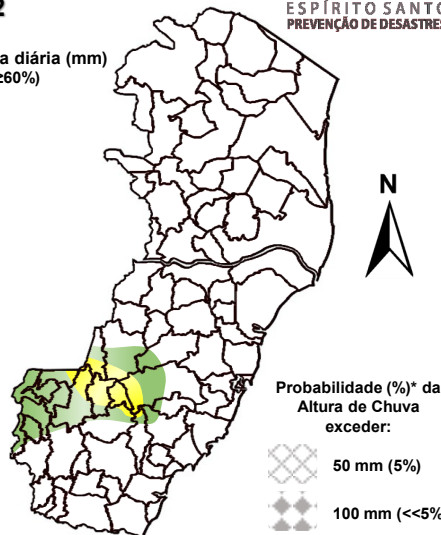 2
ESPÍRITO SANTO
PREVENÇÃO DE DESASTRES
a diária (mm)
≥60%)
N
Probabilidade (%)* da
Altura de Chuva
exceder:
50 mm (5%)
100 mm (<<5%